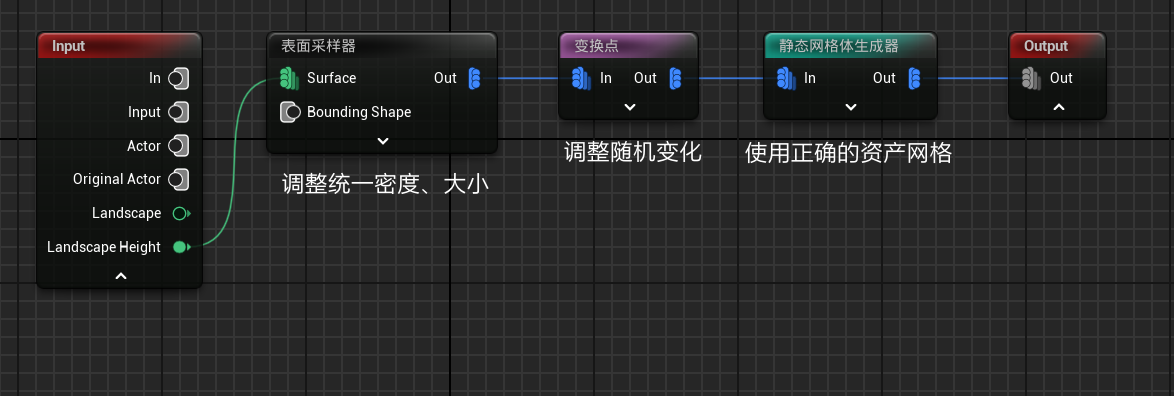 Input
In
Input
Actor
Original Actor
Landscape
Landscape Height
表面采样器
Surface
Out
Bounding Shape
调整统一密度、大小
变换点
In
Out
调整随机变化
静态网格体生成器
In
Out
使用正确的资产网格
Output
Out